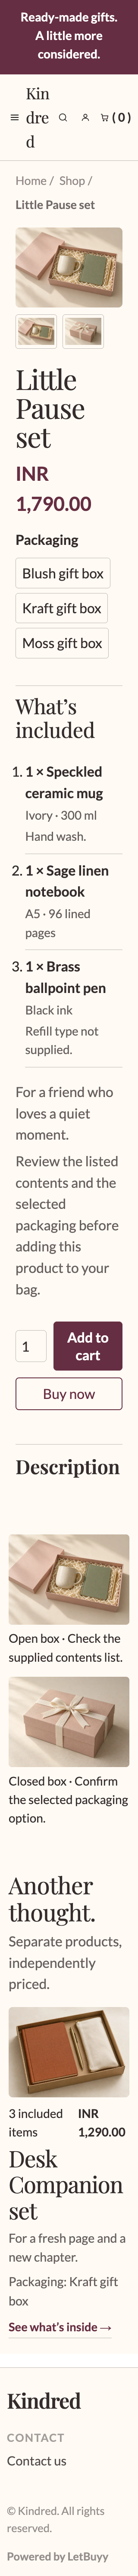 Ready-made gifts.
A little more
considered.
Kin
dre
d
( 0 )
Home / Shop /
Little Pause set
Little
Pause
set
INR
1,790.00
Packaging
Blush gift box
Kraft gift box
Moss gift box
What's
included
1. 1 × Speckled
ceramic mug
Ivory · 300 ml
Hand wash.
2. 1 × Sage linen
notebook
A5 · 96 lined
pages
3. 1 × Brass
ballpoint pen
Black ink
Refill type not
supplied.
For a friend who
loves a quiet
moment.
Review the listed
contents and the
selected
packaging before
adding this
product to your
bag.
1
Add to
cart
Buy now
Description
Open box · Check the
supplied contents list.
Closed box · Confirm
the selected packaging
option.
Another
thought.
Separate products,
independently
priced.
3 included
items
INR
1,290.00
Desk
Companion
set
For a fresh page and a
new chapter.
Packaging: Kraft gift
box
See what's inside →
Kindred
CONTACT
Contact us
© Kindred. All rights
reserved.
Powered by LetBuyy